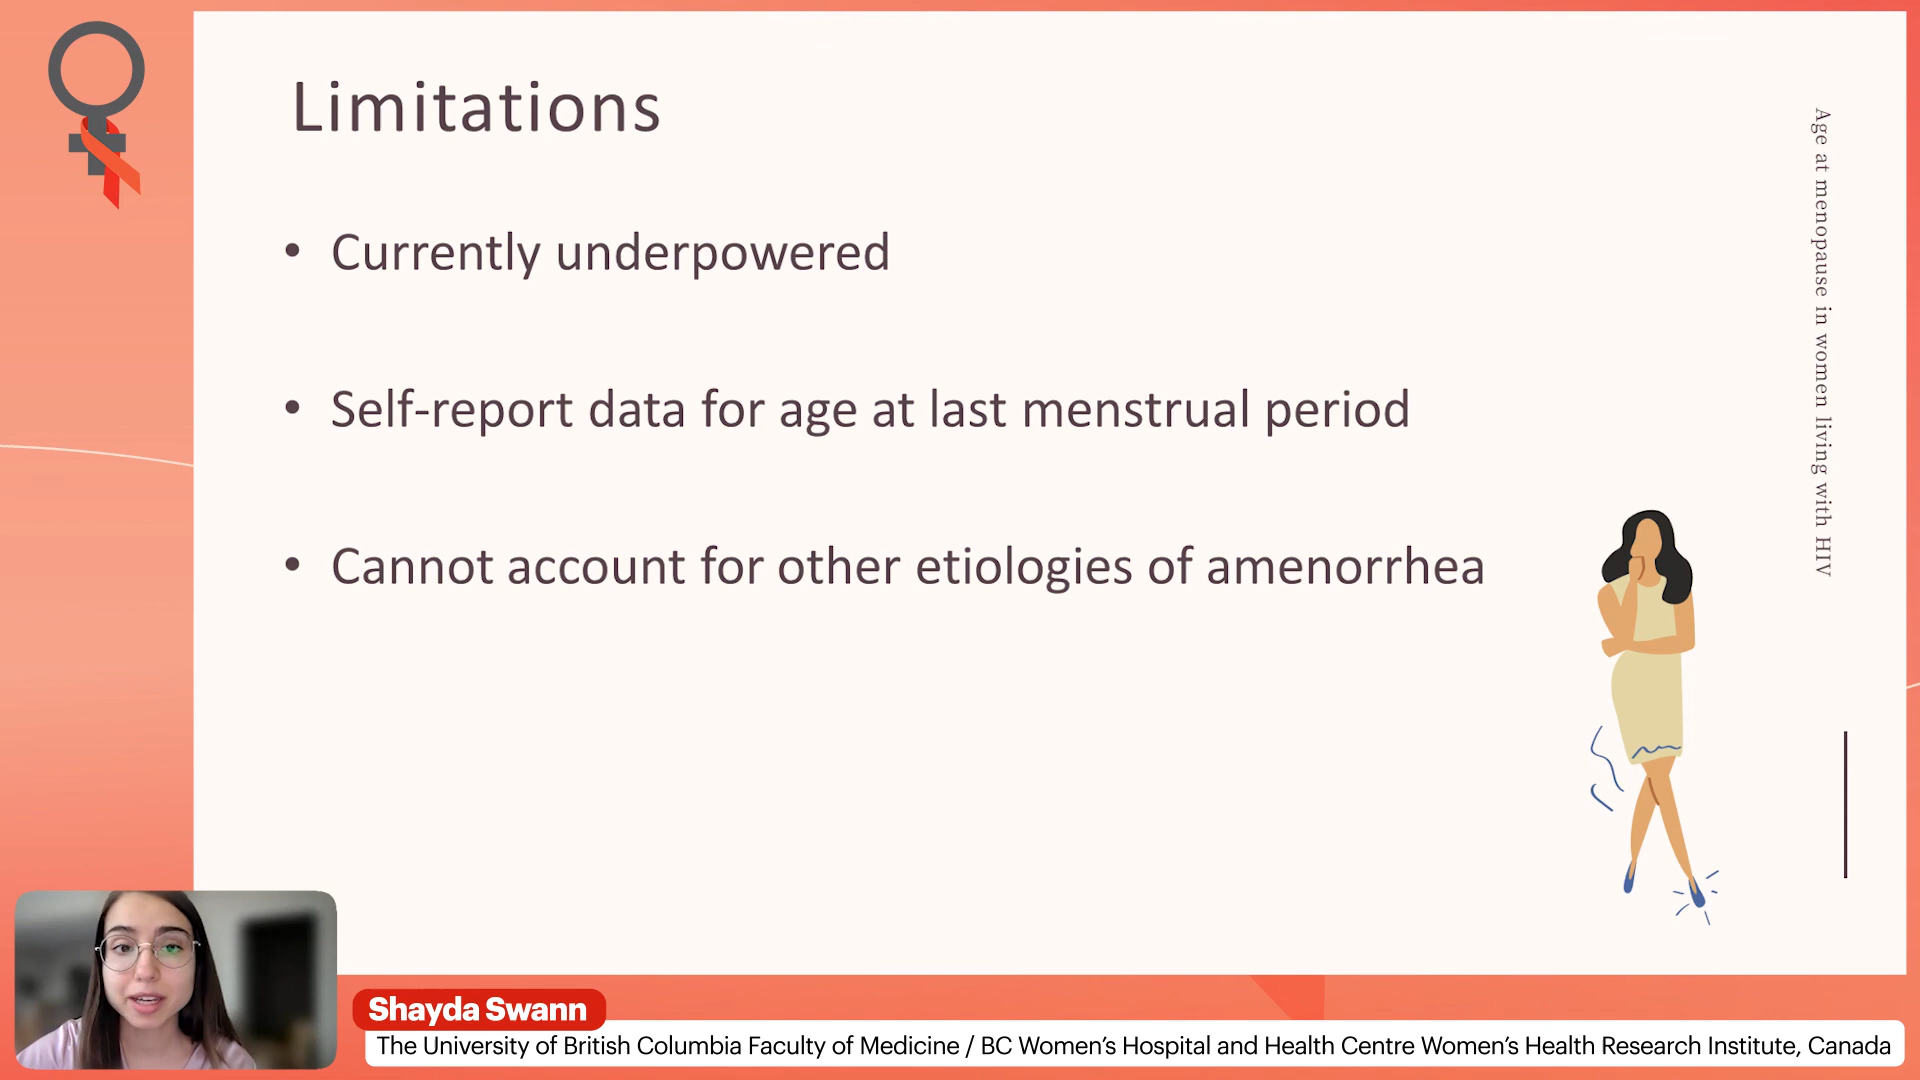 Limitations
• Currently underpowered
• Self-report data for age at last menstrual period
• Cannot account for other etiologies of amenorrhea
Age at menopause in women living with HIV
Shayda Swann
The University of British Columbia Faculty of Medicine / BC Women’s Hospital and Health Centre Women’s Health Research Institute, Canada